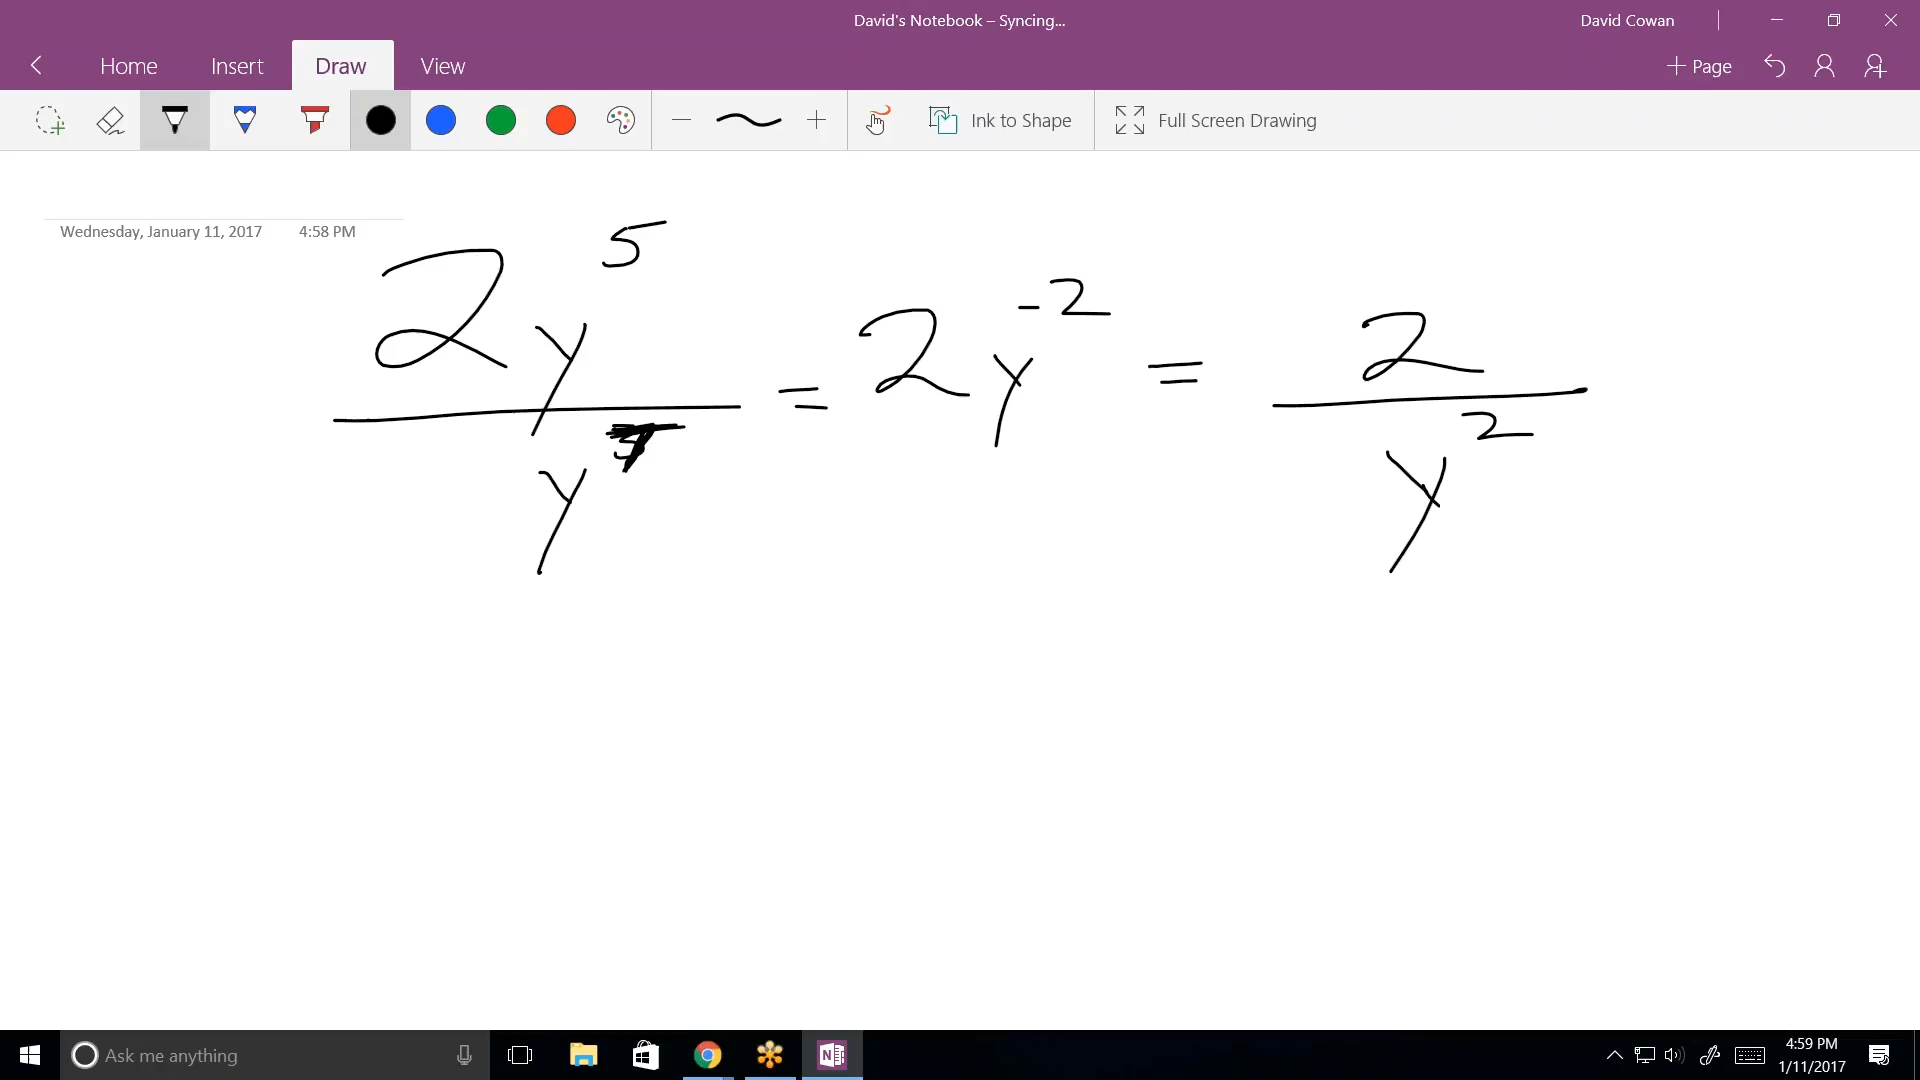 David's Notebook – Syncing...
David Cowan
Home Insert Draw View
Page
Ink to Shape
Full Screen Drawing
Wednesday, January 11, 2017 4:58 PM
2y^5 / y^7 = 2y^-2 = 2 / y^2
Ask me anything
N
4:59 PM
1/11/2017